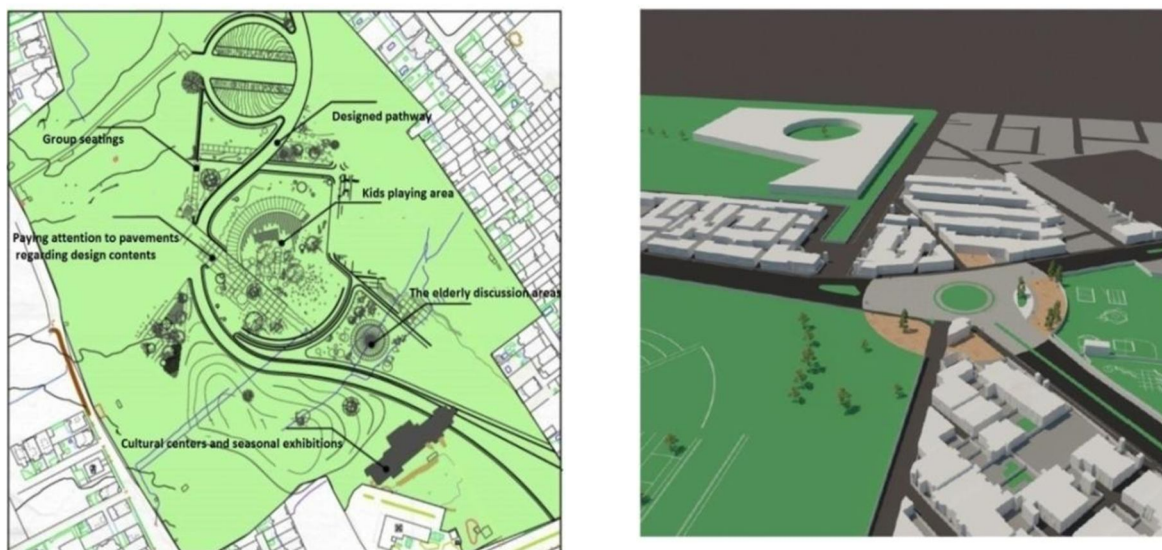 Designed pathway
Group seatings
Kids playing area
Paying attention to pavements
regarding design contents
The elderly discussion areas
Cultural centers and seasonal exhibitions